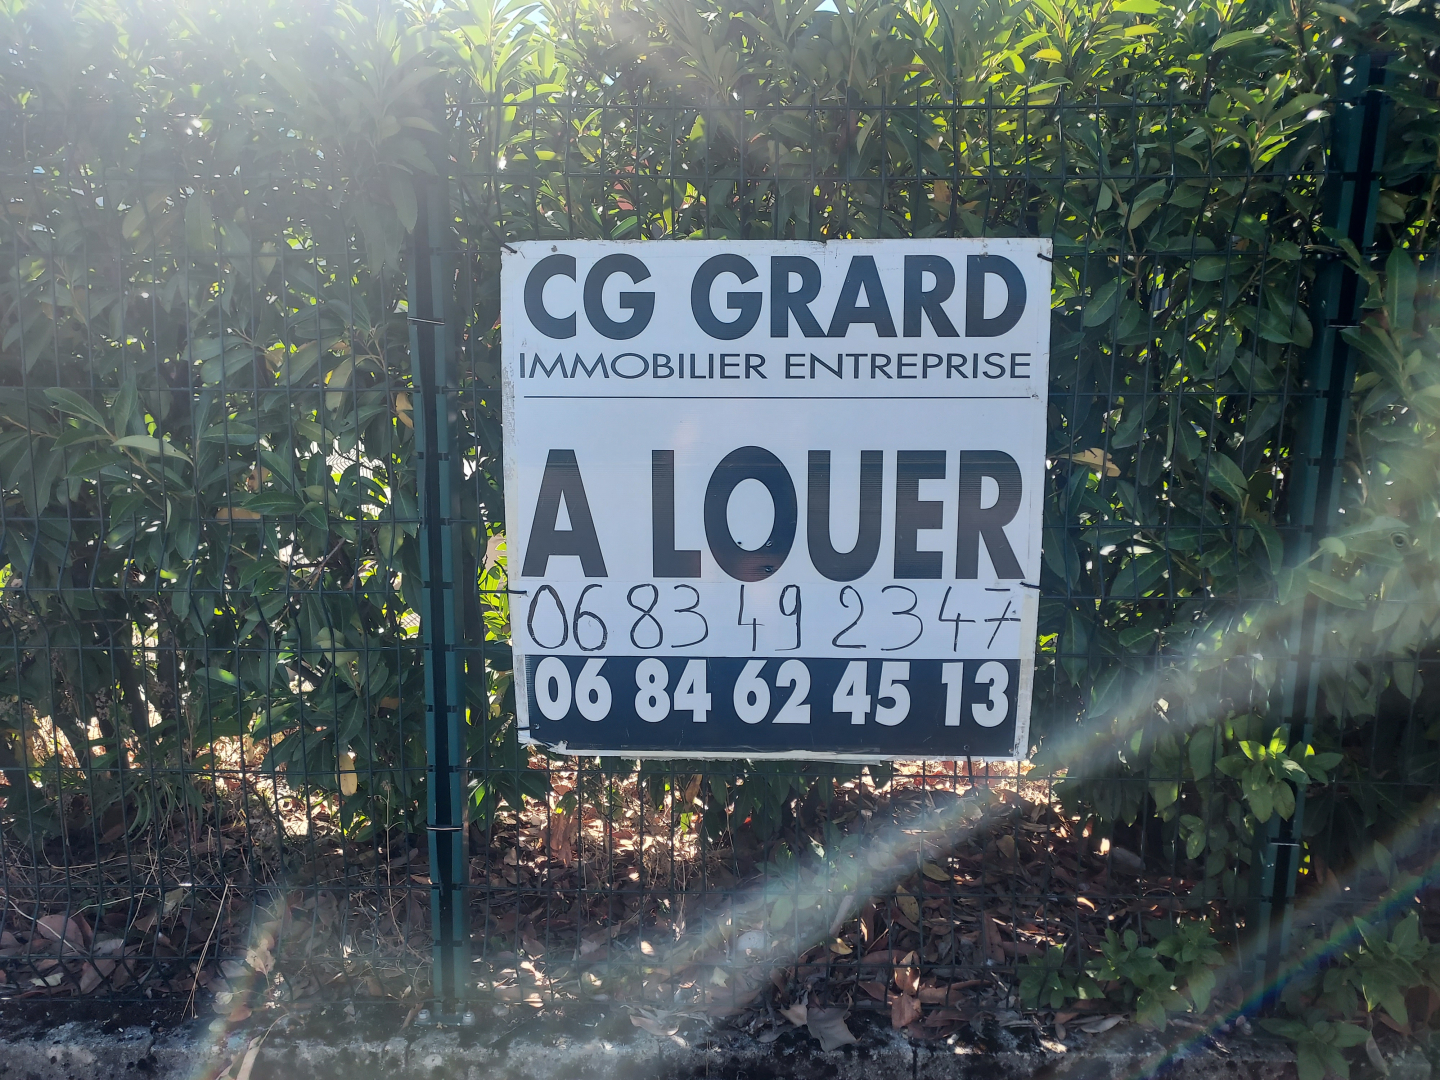 CG GRARD
IMMOBILIER ENTREPRISE
A LOUER
06 83 49 23 47
06 84 62 45 13